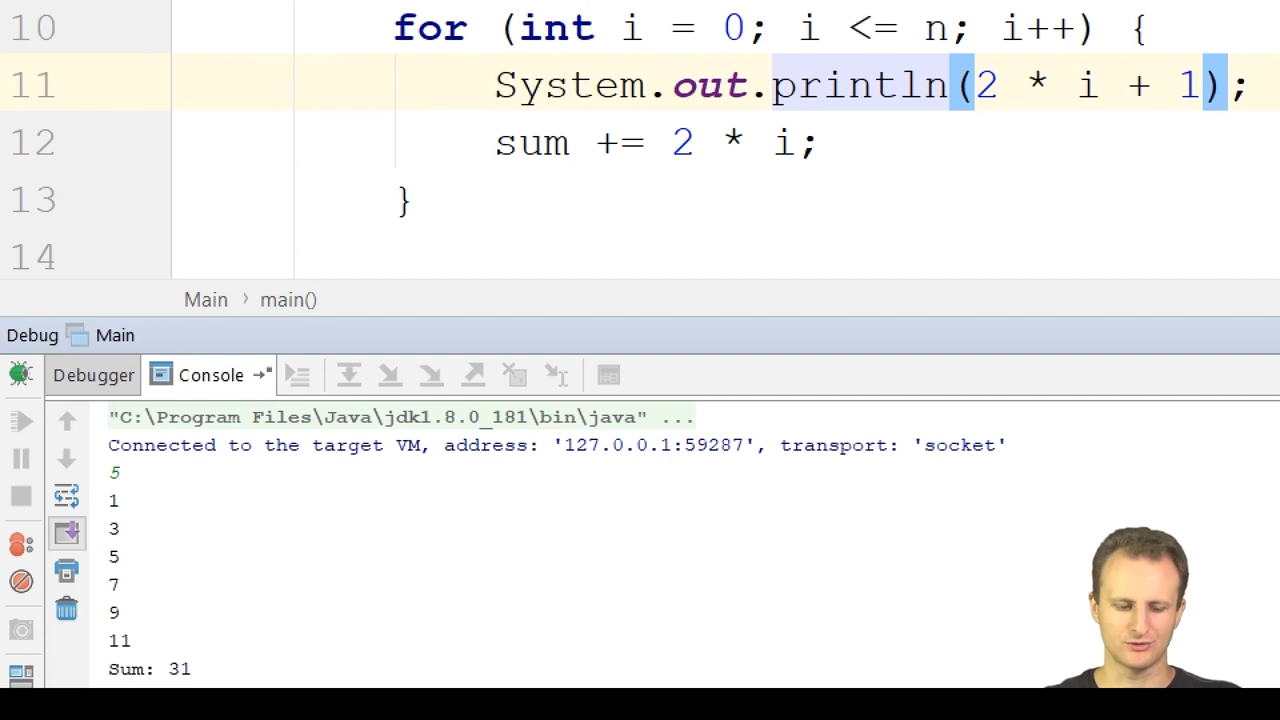 10 for (int i = 0; i <= n; i++) {
11 System.out.println(2 * i + 1);
12 sum += 2 * i;
13 }
14
Main › main()
Debug Main
Debugger Console
"C:\Program Files\Java\jdk1.8.0_181\bin\java" ...
Connected to the target VM, address: '127.0.0.1:59287', transport: 'socket'
5
1
3
5
7
9
11
Sum: 31